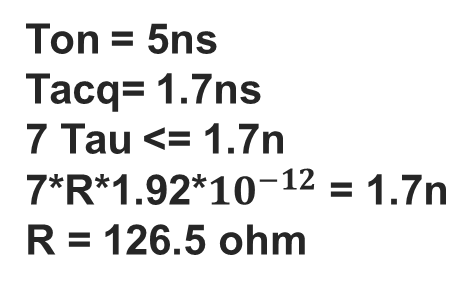 Ton = 5ns
Tacq= 1.7ns
7 Tau <= 1.7n
7*R*1.92*10⁻¹² = 1.7n
R = 126.5 ohm